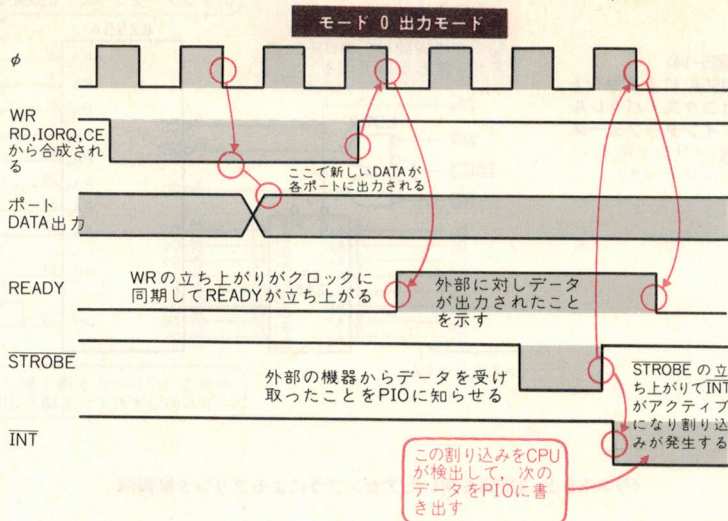 モード 0 出力モード
φ
WR
RD,IORQ,CE
から合成され
る
ここで新しいDATAが
各ポートに出力される
ポート
DATA出力
READY
WRの立ち上がりがクロックに
同期してREADYが立ち上がる
外部に対しデータ
が出力されたこと
を示す
STROBE
外部の機器からデータを受け
取ったことをPIOに知らせる
STROBE の立
ち上がりでINT
がアクティブ
になり割り込
みが発生する
INT
この割り込みをCPU
が検出して，次の
データをPIOに書
き出す